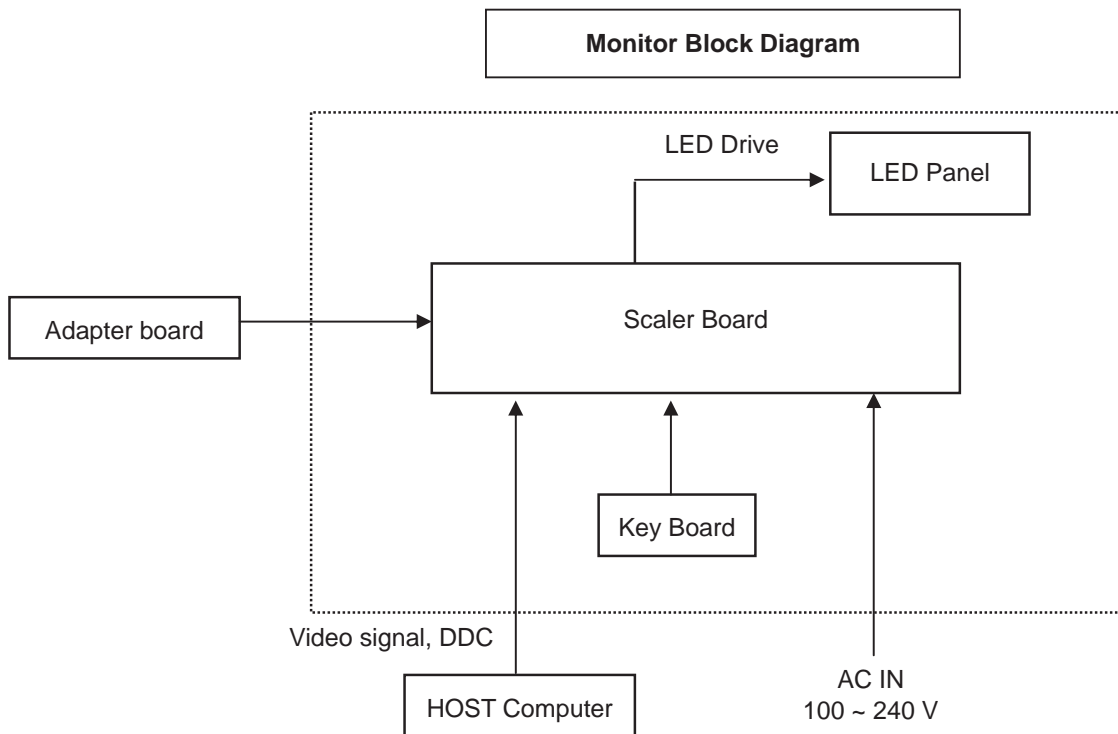 Monitor Block Diagram
LED Drive
LED Panel
Scaler Board
Adapter board
Key Board
Video signal, DDC
HOST Computer
AC IN
100 ~ 240 V